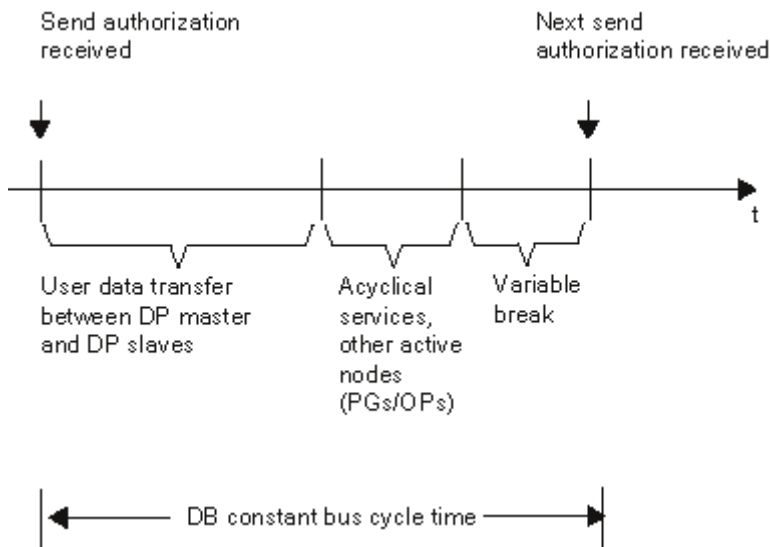 Send authorization
received
Next send
authorization received
t
User data transfer
between DP master
and DP slaves
Acyclical
services,
other active
nodes
(PGs/OPs)
Variable
break
DB constant bus cycle time